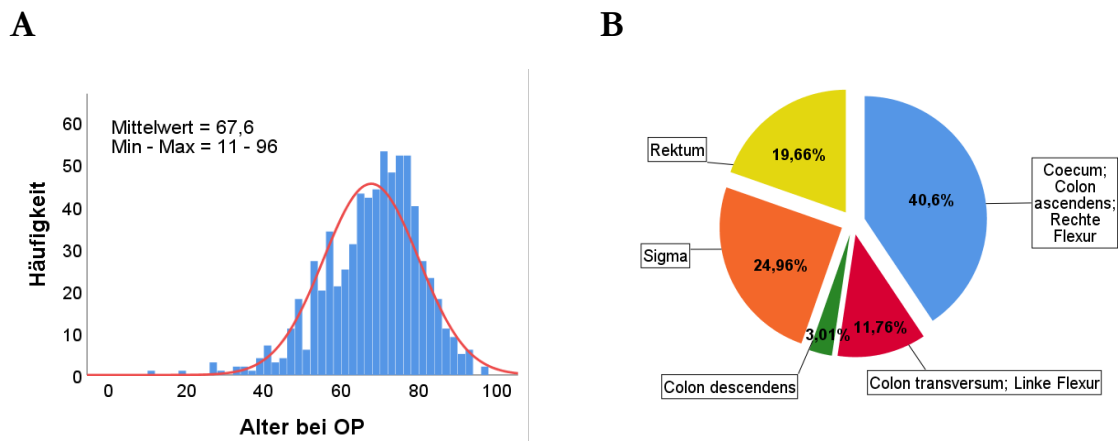 A
B
Mittelwert = 67,6
Min - Max = 11 - 96
Häufigkeit
60
50
40
30
20
10
0
0
20
40
60
80
100
Alter bei OP
Rektum
19,66%
40,6%
Coecum;
Colon
ascendens;
Rechte
Flexur
Sigma
24,96%
3,01%
11,76%
Colon descendens
Colon transversum; Linke Flexur